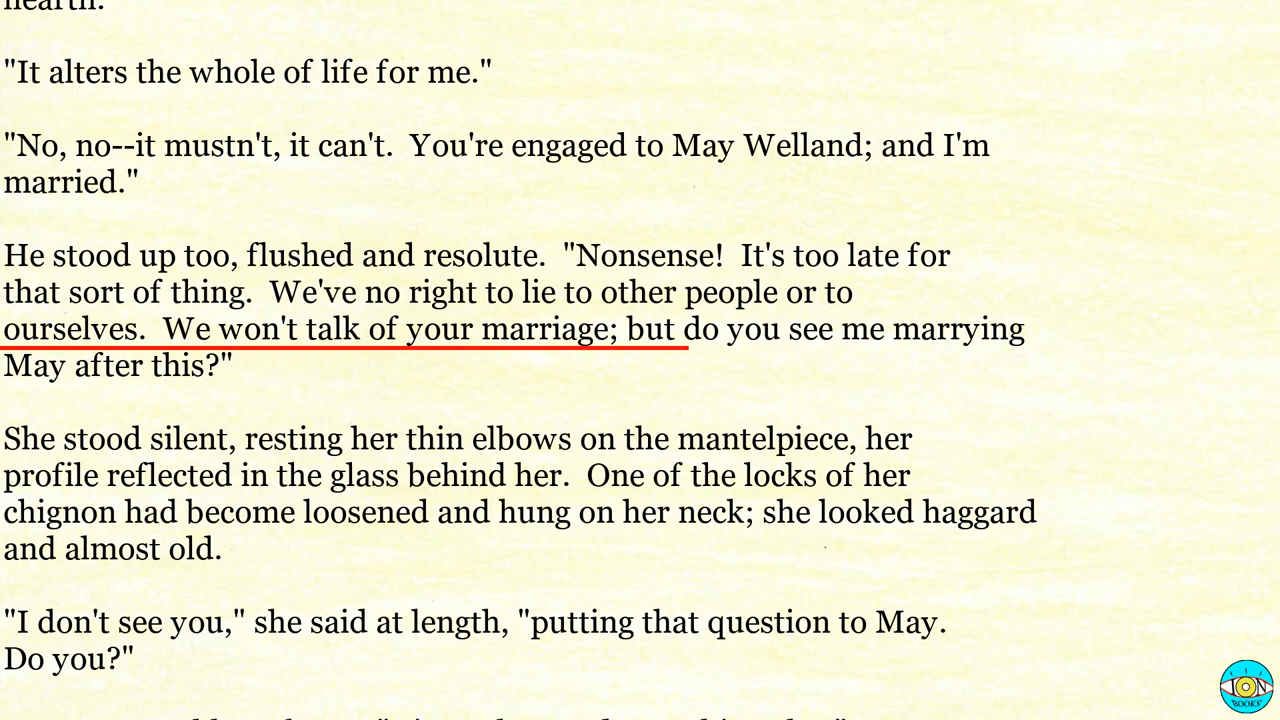 hearth.
"It alters the whole of life for me."
"No, no--it mustn't, it can't.  You're engaged to May Welland; and I'm
married."
He stood up too, flushed and resolute.  "Nonsense!  It's too late for
that sort of thing.  We've no right to lie to other people or to
ourselves.  We won't talk of your marriage; but do you see me marrying
May after this?"
She stood silent, resting her thin elbows on the mantelpiece, her
profile reflected in the glass behind her.  One of the locks of her
chignon had become loosened and hung on her neck; she looked haggard
and almost old.
"I don't see you," she said at length, "putting that question to May.
Do you?"
ION
BOOKS